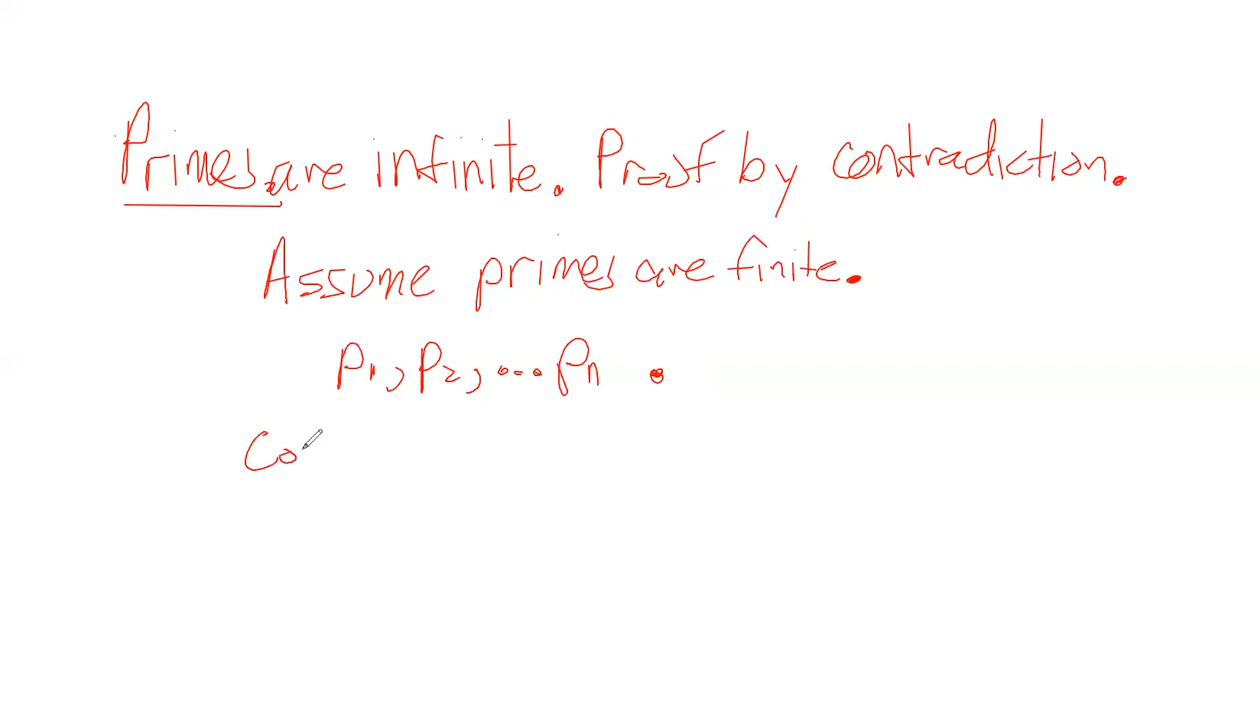 Primes are infinite. Proof by contradiction.
Assume primes are finite.
P1, P2, ... Pn .
Co